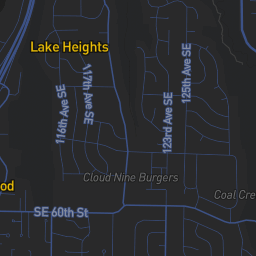 Lake Heights
116th Ave SE
117th Ave SE
123rd Ave SE
125th Ave SE
Cloud Nine Burgers
od
Coal Cre
SE 60th St